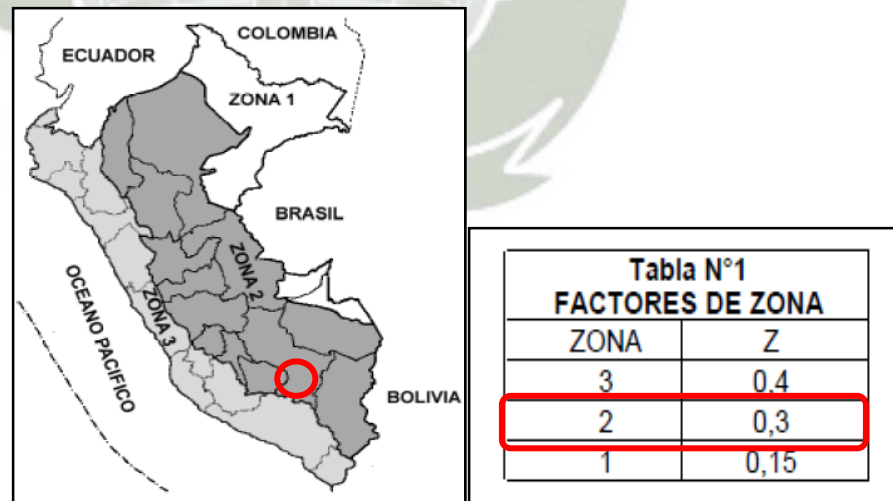 COLOMBIA
ECUADOR
ZONA 1
BRASIL
ZONA 2
ZONA 3
OCEANO PACIFICO
BOLIVIA
Tabla N°1
FACTORES DE ZONA
ZONA Z
3 0,4
2 0,3
1 0,15